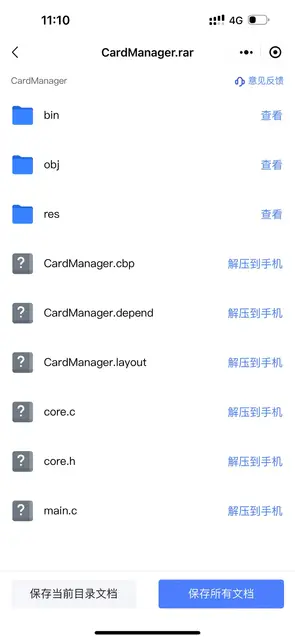 11:10
4G
CardManager.rar
CardManager
意见反馈
bin
查看
obj
查看
res
查看
CardManager.cbp
解压到手机
CardManager.depend
解压到手机
CardManager.layout
解压到手机
core.c
解压到手机
core.h
解压到手机
main.c
解压到手机
保存当前目录文档
保存所有文档